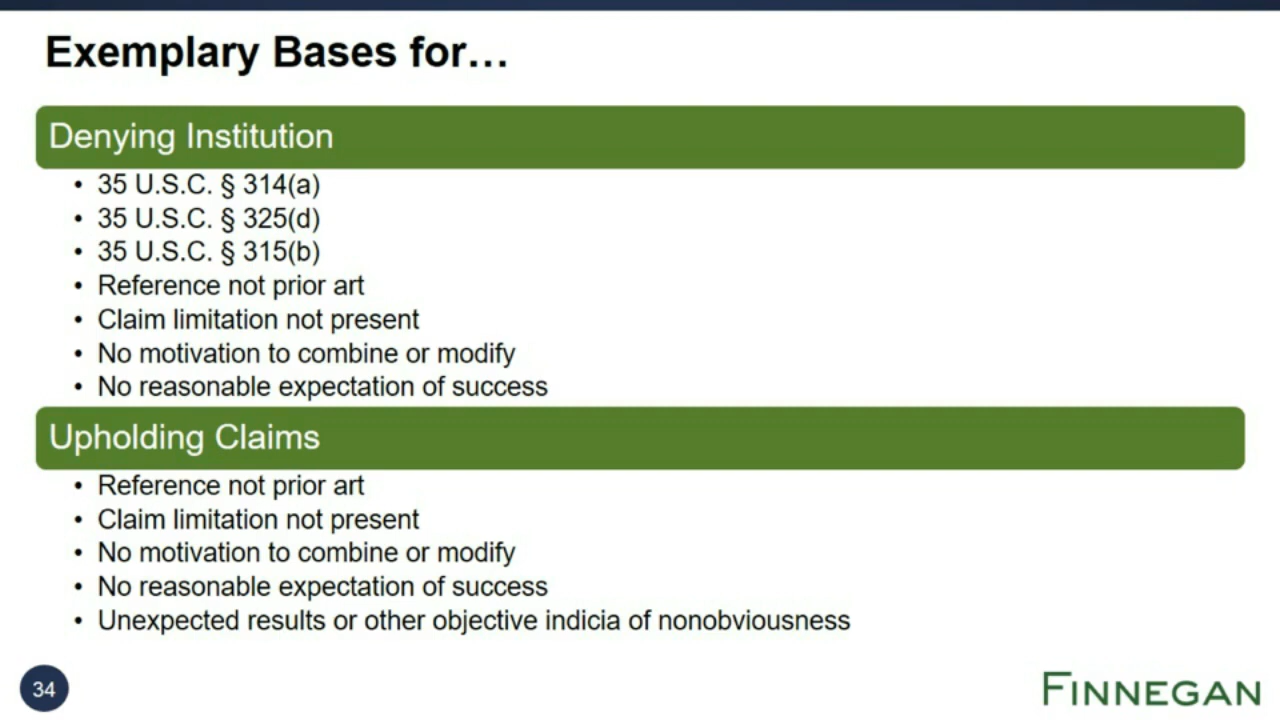 Exemplary Bases for…
Denying Institution
• 35 U.S.C. § 314(a)
• 35 U.S.C. § 325(d)
• 35 U.S.C. § 315(b)
• Reference not prior art
• Claim limitation not present
• No motivation to combine or modify
• No reasonable expectation of success
Upholding Claims
• Reference not prior art
• Claim limitation not present
• No motivation to combine or modify
• No reasonable expectation of success
• Unexpected results or other objective indicia of nonobviousness
34
FINNEGAN